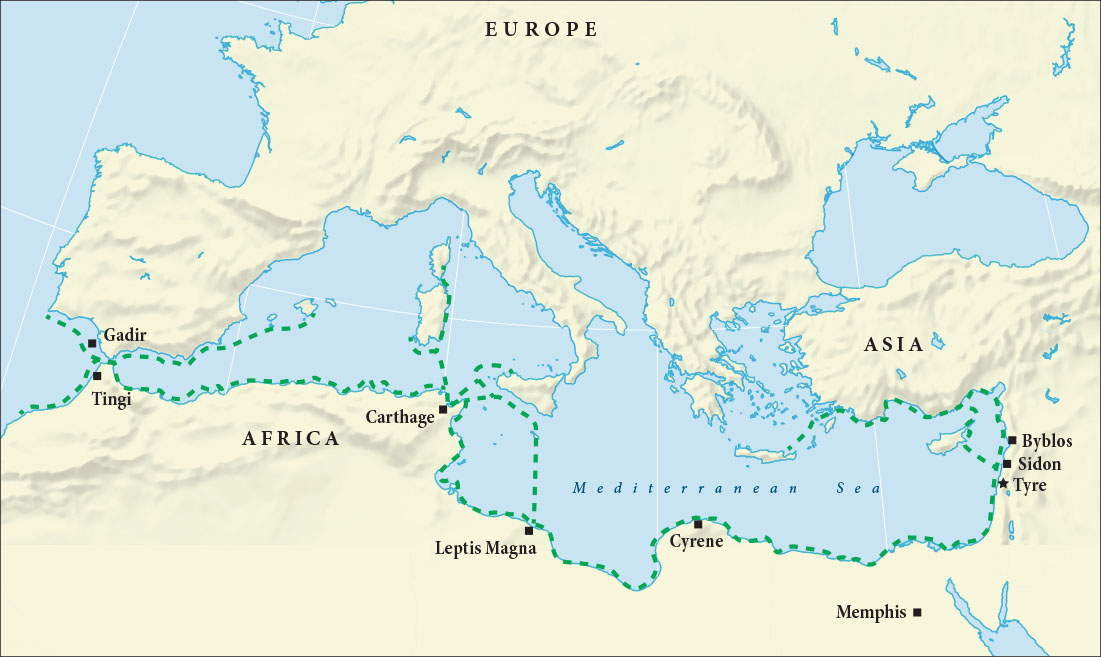 EUROPE
Gadir
ASIA
Tingi
Carthage
AFRICA
Byblos
Sidon
Mediterranean Sea
Tyre
Cyrene
Leptis Magna
Memphis